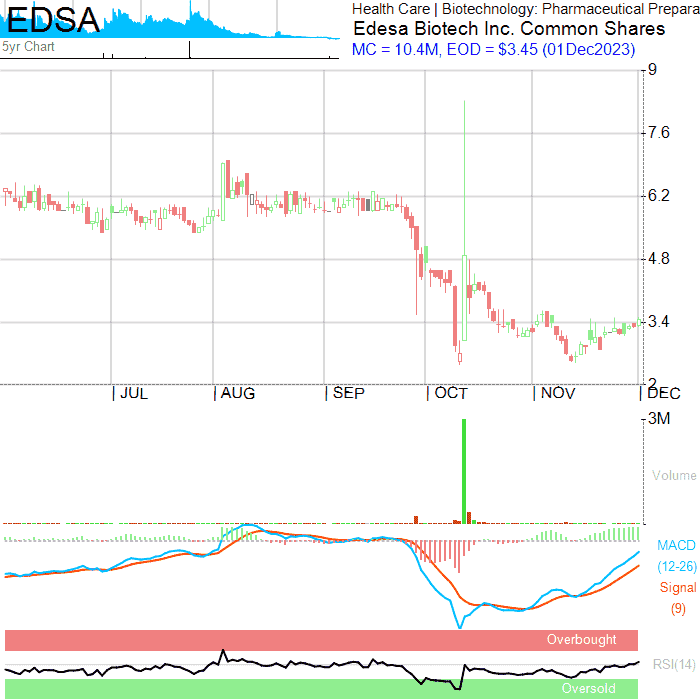 EDSA
5yr Chart
Health Care | Biotechnology: Pharmaceutical Prepara
Edesa Biotech Inc. Common Shares
MC = 10.4M, EOD = $3.45 (01Dec2023)
9
7.6
6.2
4.8
3.4
2
JUL
AUG
SEP
OCT
NOV
DEC
3M
Volume
MACD
(12-26)
Signal
(9)
Overbought
RSI(14)
Oversold